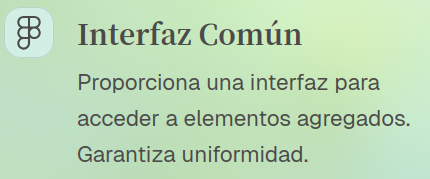 Interfaz Común
Proporciona una interfaz para
acceder a elementos agregados.
Garantiza uniformidad.